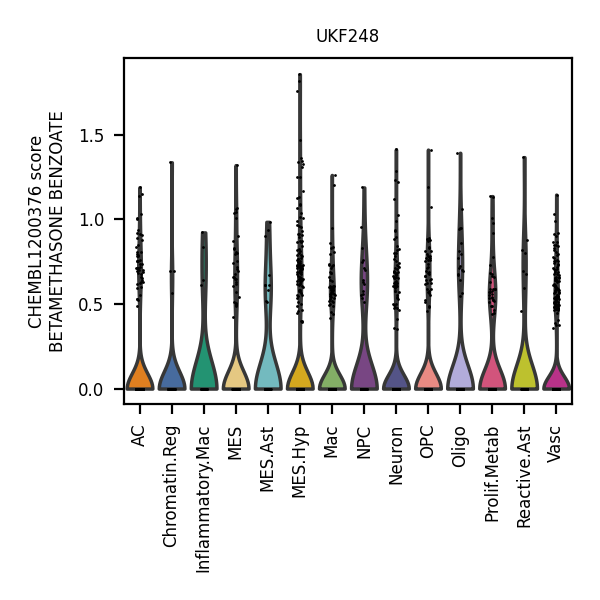 UKF248
CHEMBL1200376 score
BETAMETHASONE BENZOATE
1.5
1.0
0.5
0.0
AC
Chromatin.Reg
Inflammatory.Mac
MES
MES.Ast
MES.Hyp
Mac
NPC
Neuron
OPC
Oligo
Prolif.Metab
Reactive.Ast
Vasc